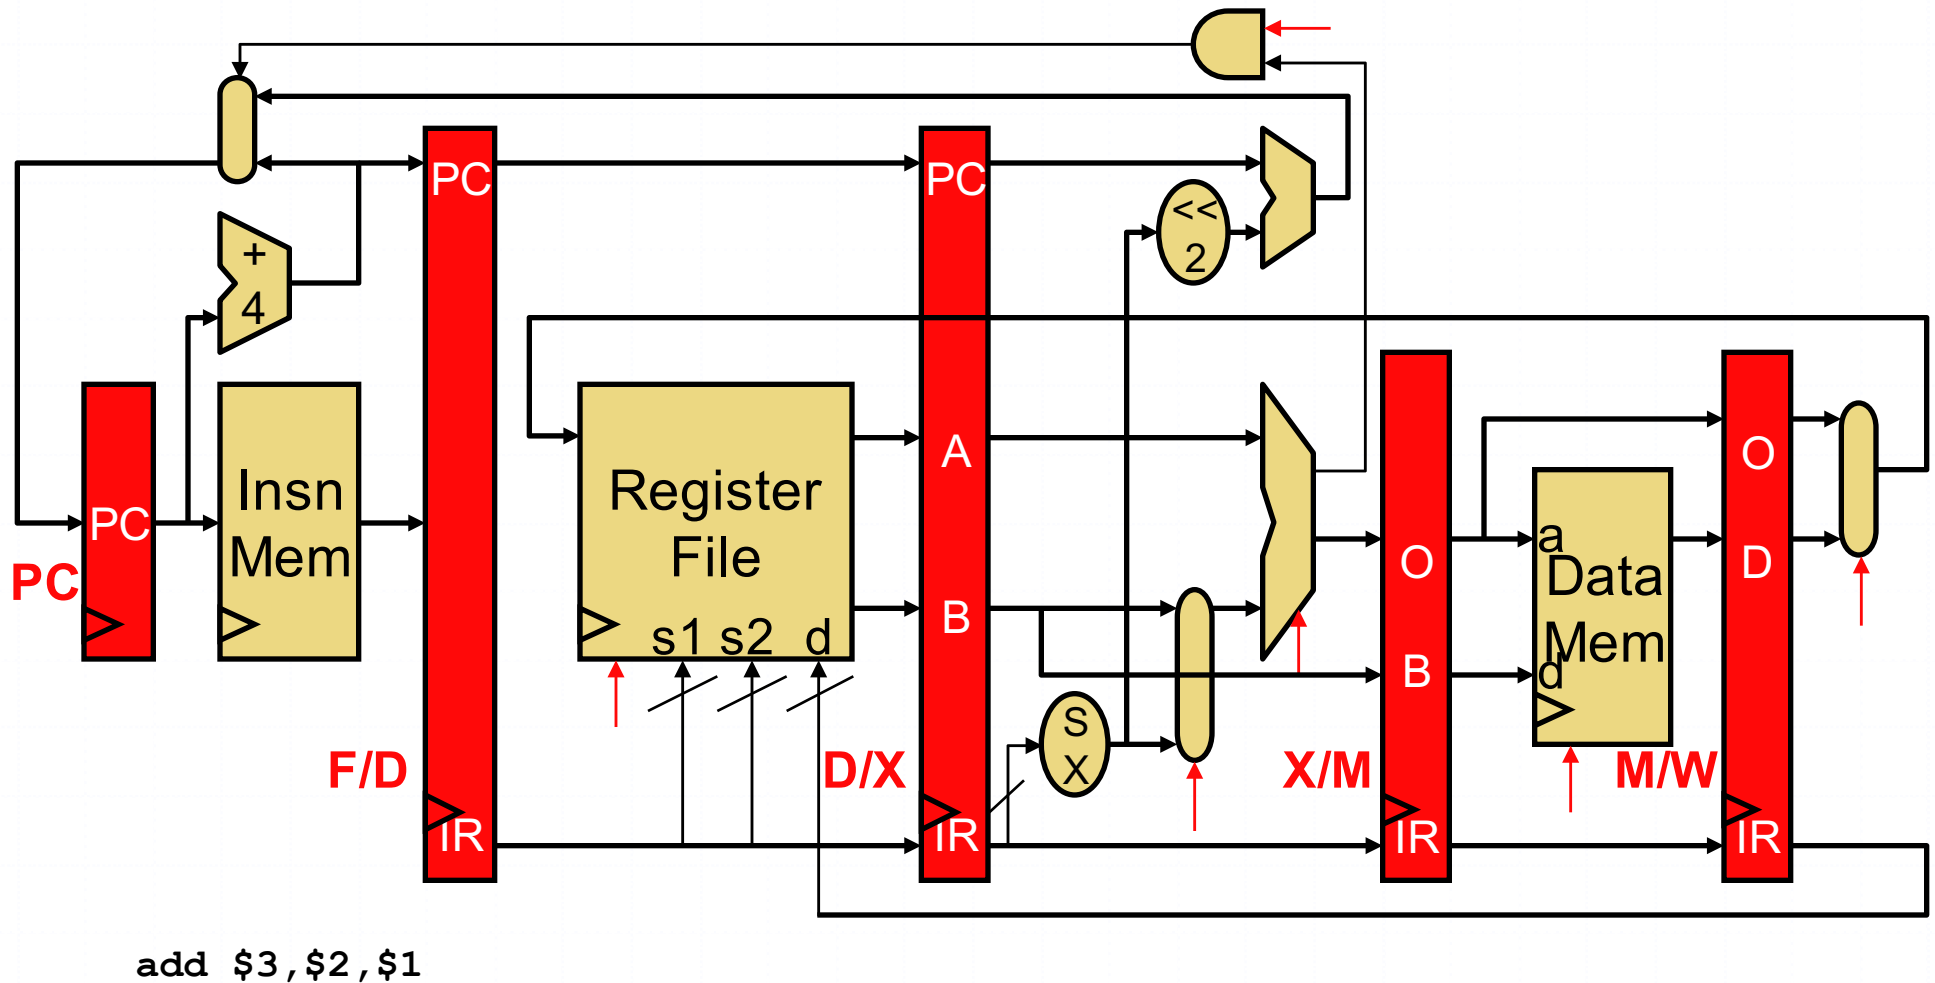 PC
PC
<<
2
+
4
PC
Insn
Mem
PC
Register
File
s1 s2 d
A
B
S
X
O
B
a
Data
Mem
d
O
D
F/D
D/X
X/M
M/W
IR
IR
IR
IR
add $3,$2,$1